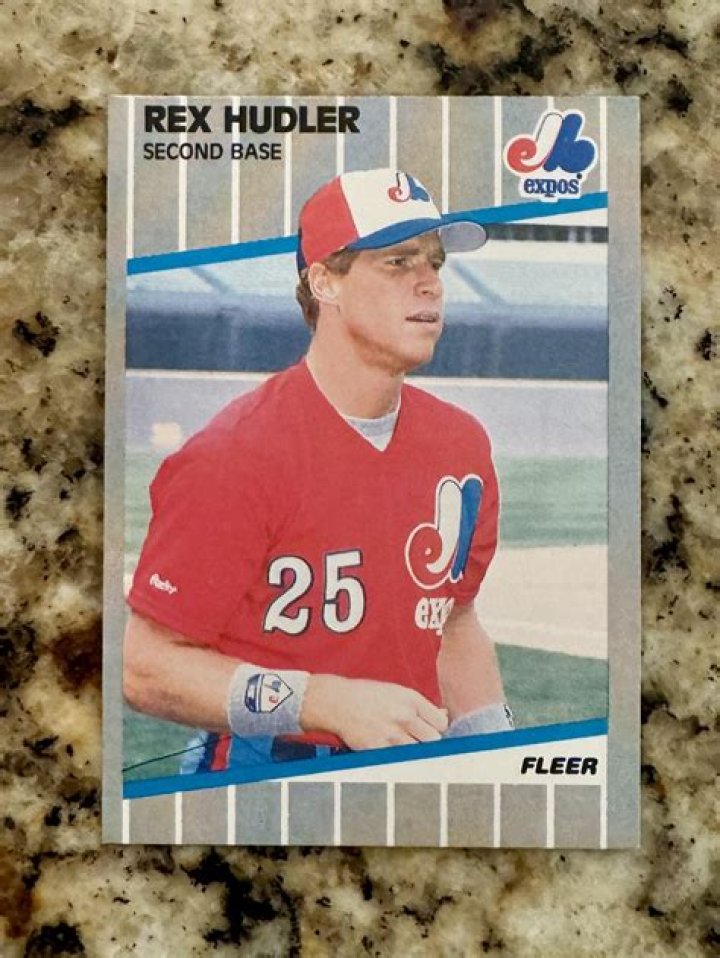 REX HUDLER
SECOND BASE
expos
25
expos
FLEER